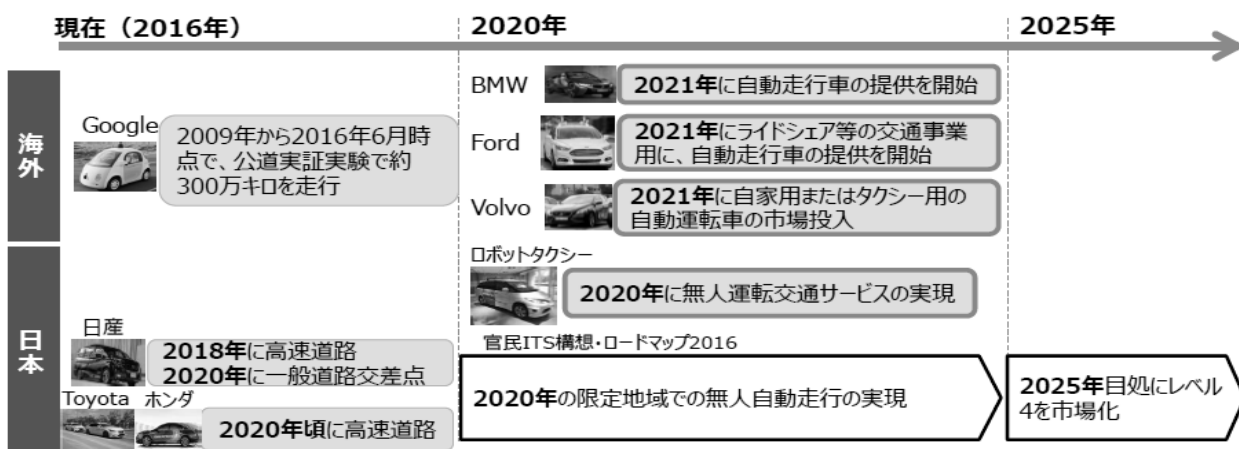 現在（2016年）
2020年
2025年
海外
Google
2009年から2016年6月時
点で、公道実証実験で約
300万キロを走行
BMW
2021年に自動走行車の提供を開始
Ford
2021年にライドシェア等の交通事業
用に、自動走行車の提供を開始
Volvo
2021年に自家用またはタクシー用の
自動運転車の市場投入
日本
ロボットタクシー
2020年に無人運転交通サービスの実現
日産
2018年に高速道路
2020年に一般道路交差点
Toyota ホンダ
2020年頃に高速道路
官民ITS構想・ロードマップ2016
2020年の限定地域での無人自動走行の実現
2025年目処にレベル
4を市場化